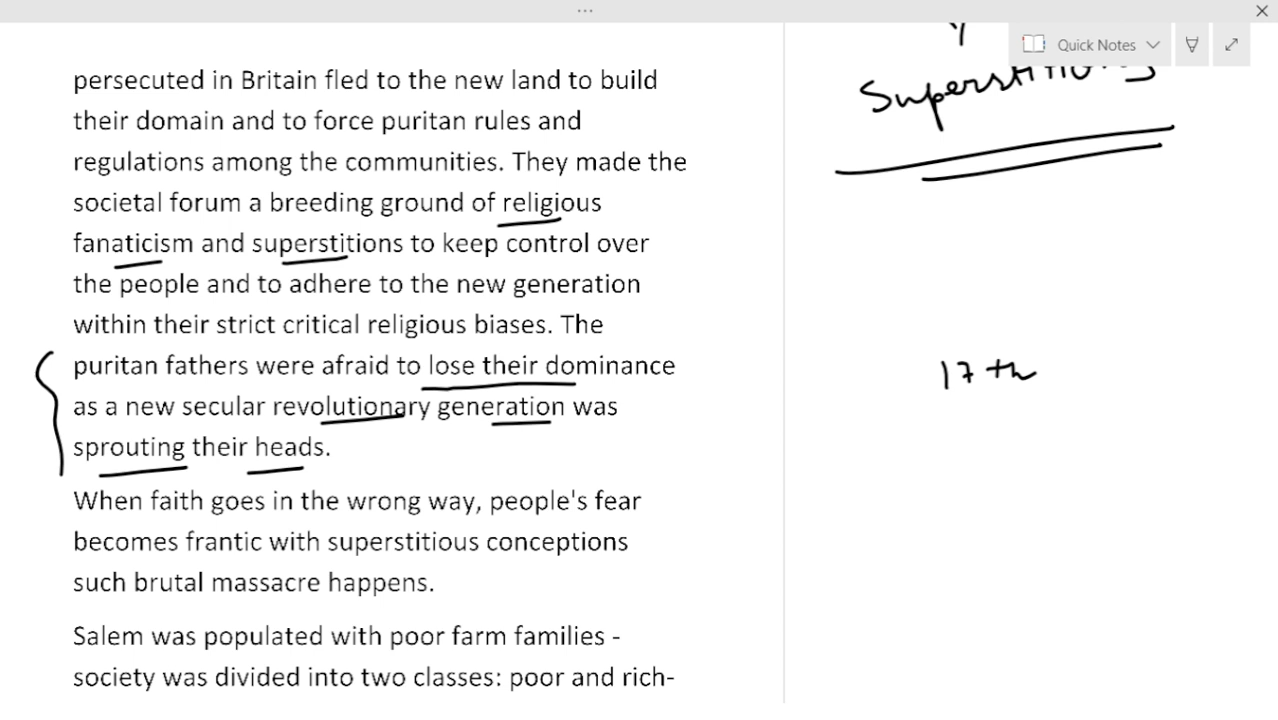 Quick Notes
persecuted in Britain fled to the new land to build
their domain and to force puritan rules and
regulations among the communities. They made the
societal forum a breeding ground of religious
fanaticism and superstitions to keep control over
the people and to adhere to the new generation
within their strict critical religious biases. The
puritan fathers were afraid to lose their dominance
as a new secular revolutionary generation was
sprouting their heads.
When faith goes in the wrong way, people's fear
becomes frantic with superstitious conceptions
such brutal massacre happens.
Salem was populated with poor farm families -
society was divided into two classes: poor and rich-
Superstitions
17th